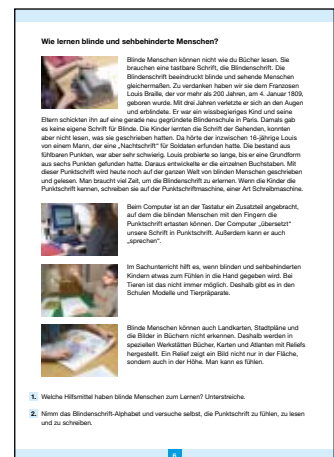 Wie lernen blinde und sehbehinderte Menschen?
Blinde Menschen können nicht wie du Bücher lesen. Sie
brauchen eine tastbare Schrift, die Blindenschrift. Die
Blindenschrift beeindruckt blinde und sehende Menschen
gleichermaßen. Zu verdanken haben wir sie dem Franzosen
Louis Braille, der vor mehr als 200 Jahren, am 4. Januar 1809,
geboren wurde. Mit drei Jahren verletzte er sich an den Augen
und erblindete. Er war ein wissbegieriges Kind und seine
Eltern schickten ihn auf eine gerade neu gegründete Blindenschule in Paris. Damals gab
es keine eigene Schrift für Blinde. Die Kinder lernten die Schrift der Sehenden, konnten
aber nicht lesen, was sie geschrieben hatten. Da hörte der inzwischen 16-jährige Louis
von einem Mann, der eine „Nachtschrift“ für Soldaten erfunden hatte. Die bestand aus
fühlbaren Punkten, war aber sehr schwierig. Louis probierte so lange, bis er eine Grundform
aus sechs Punkten gefunden hatte. Daraus entwickelte er die einzelnen Buchstaben. Mit
dieser Punktschrift wird heute noch auf der ganzen Welt von blinden Menschen geschrieben
und gelesen. Man braucht viel Zeit, um die Blindenschrift zu erlernen. Wenn die Kinder die
Punktschrift kennen, schreiben sie auf der Punktschriftmaschine, einer Art Schreibmaschine.
Beim Computer ist an der Tastatur ein Zusatzteil angebracht,
auf dem die blinden Menschen mit den Fingern die
Punktschrift ertasten können. Der Computer „übersetzt“
unsere Schrift in Punktschrift. Außerdem kann er auch
„sprechen“.
Im Sachunterricht hilft es, wenn blinden und sehbehinderten
Kindern etwas zum Fühlen in die Hand gegeben wird. Bei
Tieren ist das nicht immer möglich. Deshalb gibt es in den
Schulen Modelle und Tierpräparate.
Blinde Menschen können auch Landkarten, Stadtpläne und
die Bilder in Büchern nicht erkennen. Deshalb werden in
speziellen Werkstätten Bücher, Karten und Atlanten mit Reliefs
hergestellt. Ein Relief zeigt ein Bild nicht nur in der Fläche,
sondern auch in der Höhe. Man kann es fühlen.
1. Welche Hilfsmittel haben blinde Menschen zum Lernen? Unterstreiche.
2. Nimm das Blindenschrift-Alphabet und versuche selbst, die Punktschrift zu fühlen, zu lesen
und zu schreiben.